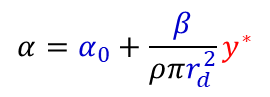 α = α₀ + β / (ρπr_d²) y*